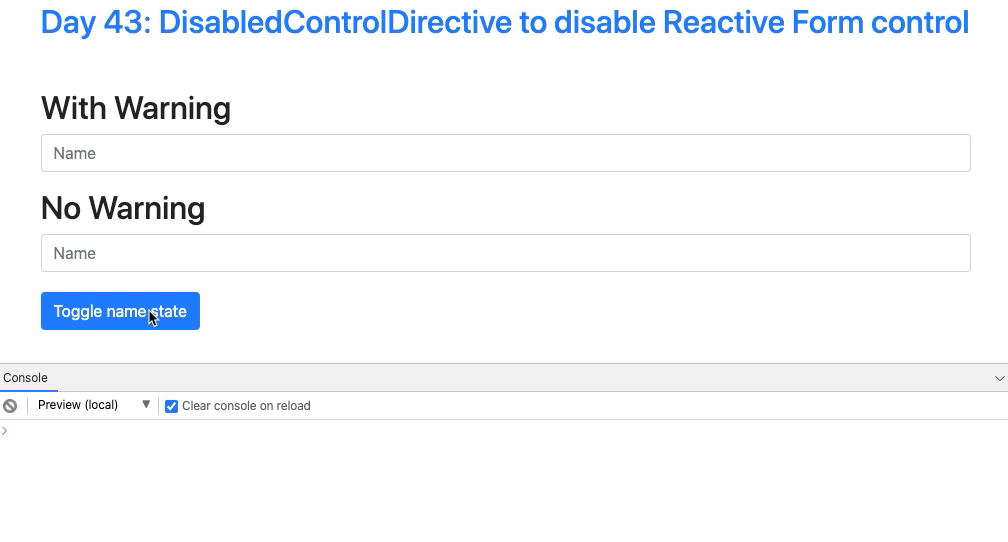 Day 43: DisabledControlDirective to disable Reactive Form control
With Warning
Name
No Warning
Name
Toggle name state
Console
Preview (local)
Clear console on reload